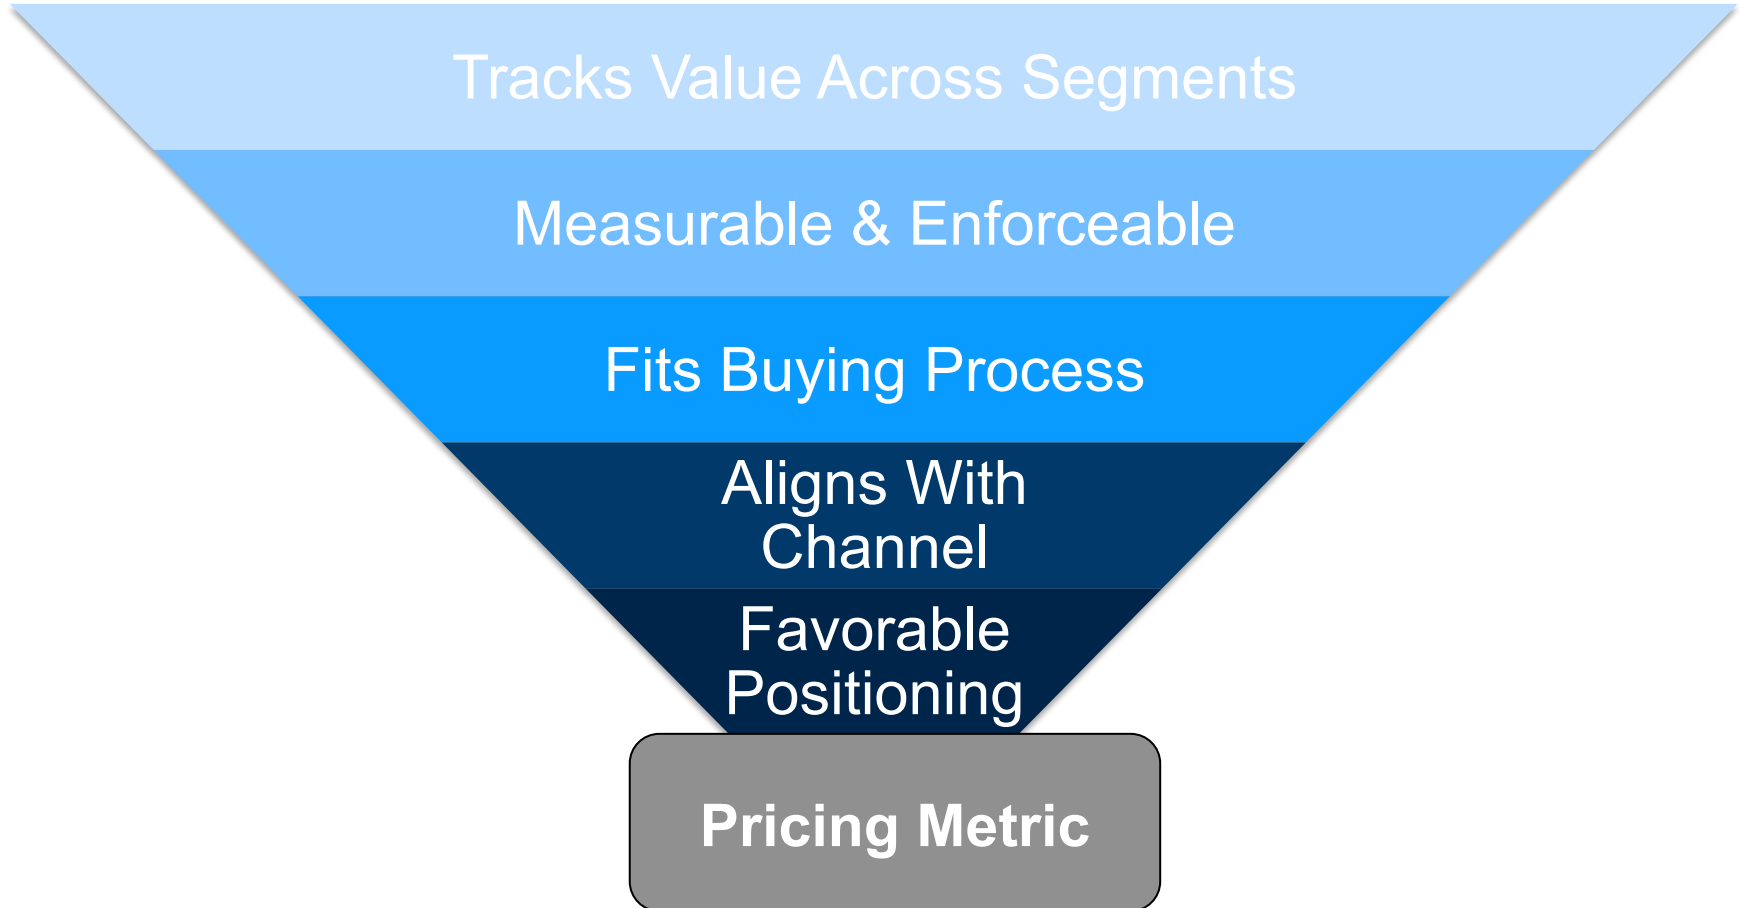 Tracks Value Across Segments
Measurable & Enforceable
Fits Buying Process
Aligns With
Channel
Favorable
Positioning
Pricing Metric